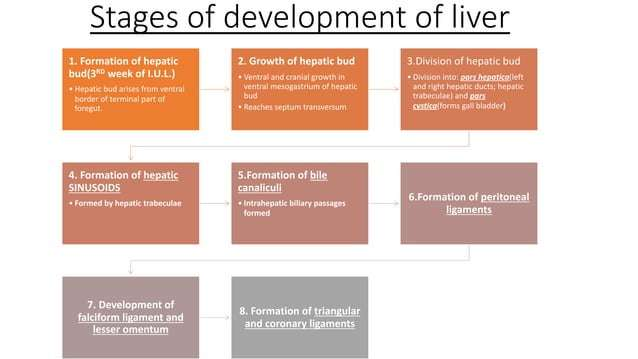 Stages of development of liver
1. Formation of hepatic
bud(3RD week of I.U.L.)
• Hepatic bud arises from ventral
border of terminal part of
foregut.
2. Growth of hepatic bud
• Ventral and cranial growth in
ventral mesogastrium of hepatic
bud
• Reaches septum transversum
3.Division of hepatic bud
• Division into: pars hepatica(left
and right hepatic ducts; hepatic
trabeculae) and pars
cystica(forms gall bladder)
4. Formation of hepatic
SINUSOIDS
• Formed by hepatic trabeculae
5.Formation of bile
canaliculi
• Intrahepatic biliary passages
formed
6.Formation of peritoneal
ligaments
7. Development of
falciform ligament and
lesser omentum
8. Formation of triangular
and coronary ligaments